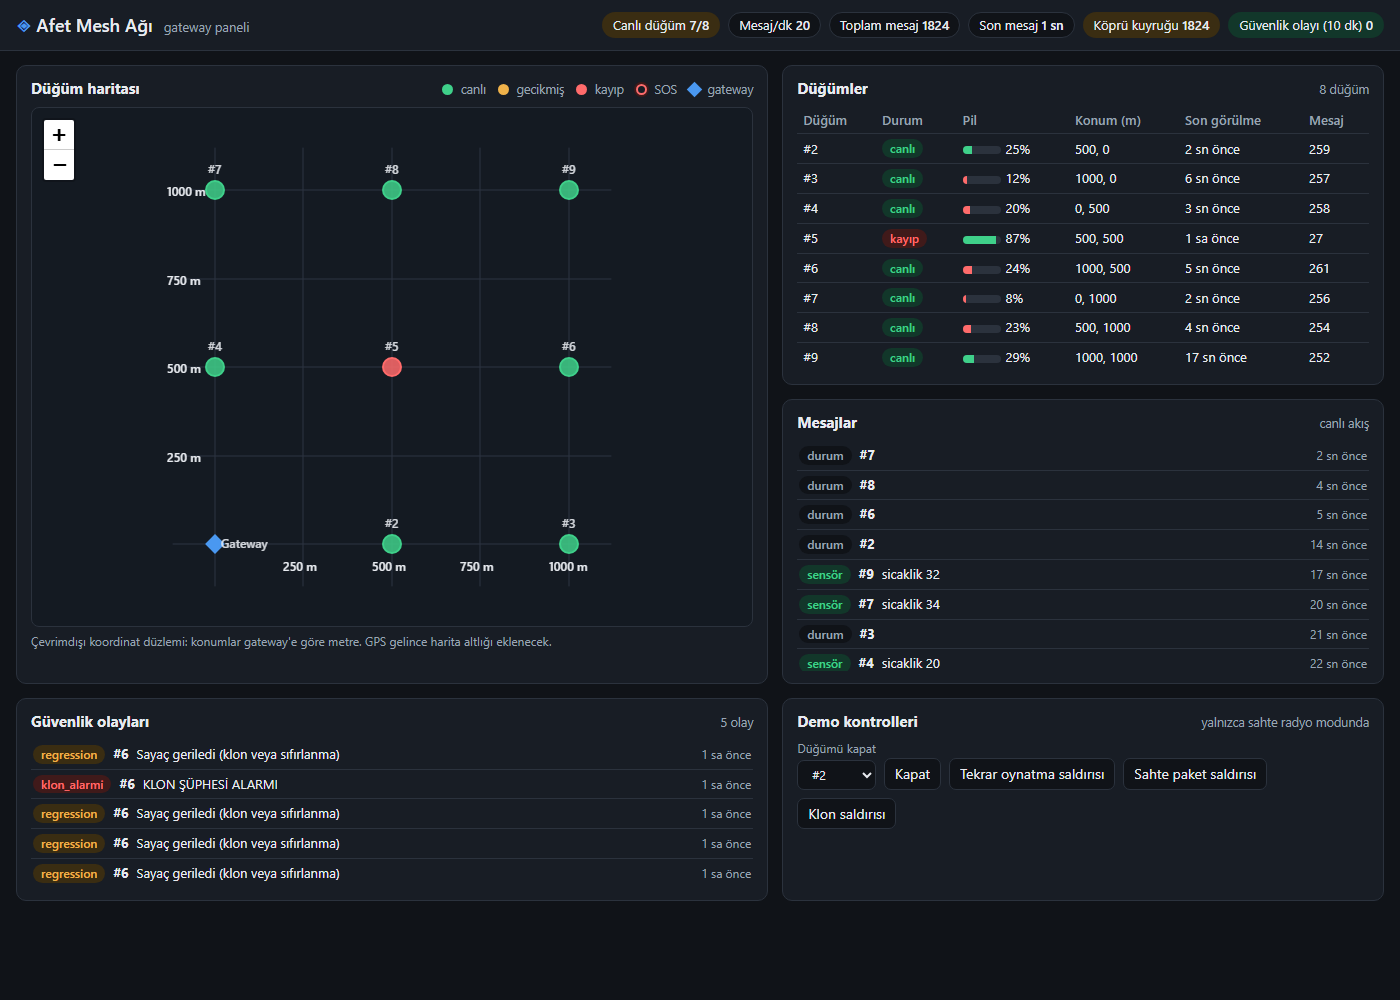 Afet Mesh Ağı gateway paneli
Canlı düğüm 7/8 Mesaj/dk 20 Toplam mesaj 1824 Son mesaj 1 sn Köprü kuyruğu 1824 Güvenlik olayı (10 dk) 0
Düğüm haritası
canlı gecikmiş kayıp SOS gateway
+
−
#7 #8 #9
1000 m
750 m
#4 #5 #6
500 m
250 m
#2 #3
Gateway
250 m 500 m 750 m 1000 m
Çevrimdışı koordinat düzlemi: konumlar gateway'e göre metre. GPS gelince harita altlığı eklenecek.
Düğümler 8 düğüm
Düğüm Durum Pil Konum (m) Son görülme Mesaj
#2 canlı 25% 500, 0 2 sn önce 259
#3 canlı 12% 1000, 0 6 sn önce 257
#4 canlı 20% 0, 500 3 sn önce 258
#5 kayıp 87% 500, 500 1 sa önce 27
#6 canlı 24% 1000, 500 5 sn önce 261
#7 canlı 8% 0, 1000 2 sn önce 256
#8 canlı 23% 500, 1000 4 sn önce 254
#9 canlı 29% 1000, 1000 17 sn önce 252
Mesajlar canlı akış
durum #7 2 sn önce
durum #8 4 sn önce
durum #6 5 sn önce
durum #2 14 sn önce
sensör #9 sicaklik 32 17 sn önce
sensör #7 sicaklik 34 20 sn önce
durum #3 21 sn önce
sensör #4 sicaklik 20 22 sn önce
Güvenlik olayları 5 olay
regression #6 Sayaç geriledi (klon veya sıfırlanma) 1 sa önce
klon_alarmi #6 KLON ŞÜPHESİ ALARMI 1 sa önce
regression #6 Sayaç geriledi (klon veya sıfırlanma) 1 sa önce
regression #6 Sayaç geriledi (klon veya sıfırlanma) 1 sa önce
regression #6 Sayaç geriledi (klon veya sıfırlanma) 1 sa önce
Demo kontrolleri yalnızca sahte radyo modunda
Düğümü kapat
#2 Kapat Tekrar oynatma saldırısı Sahte paket saldırısı
Klon saldırısı